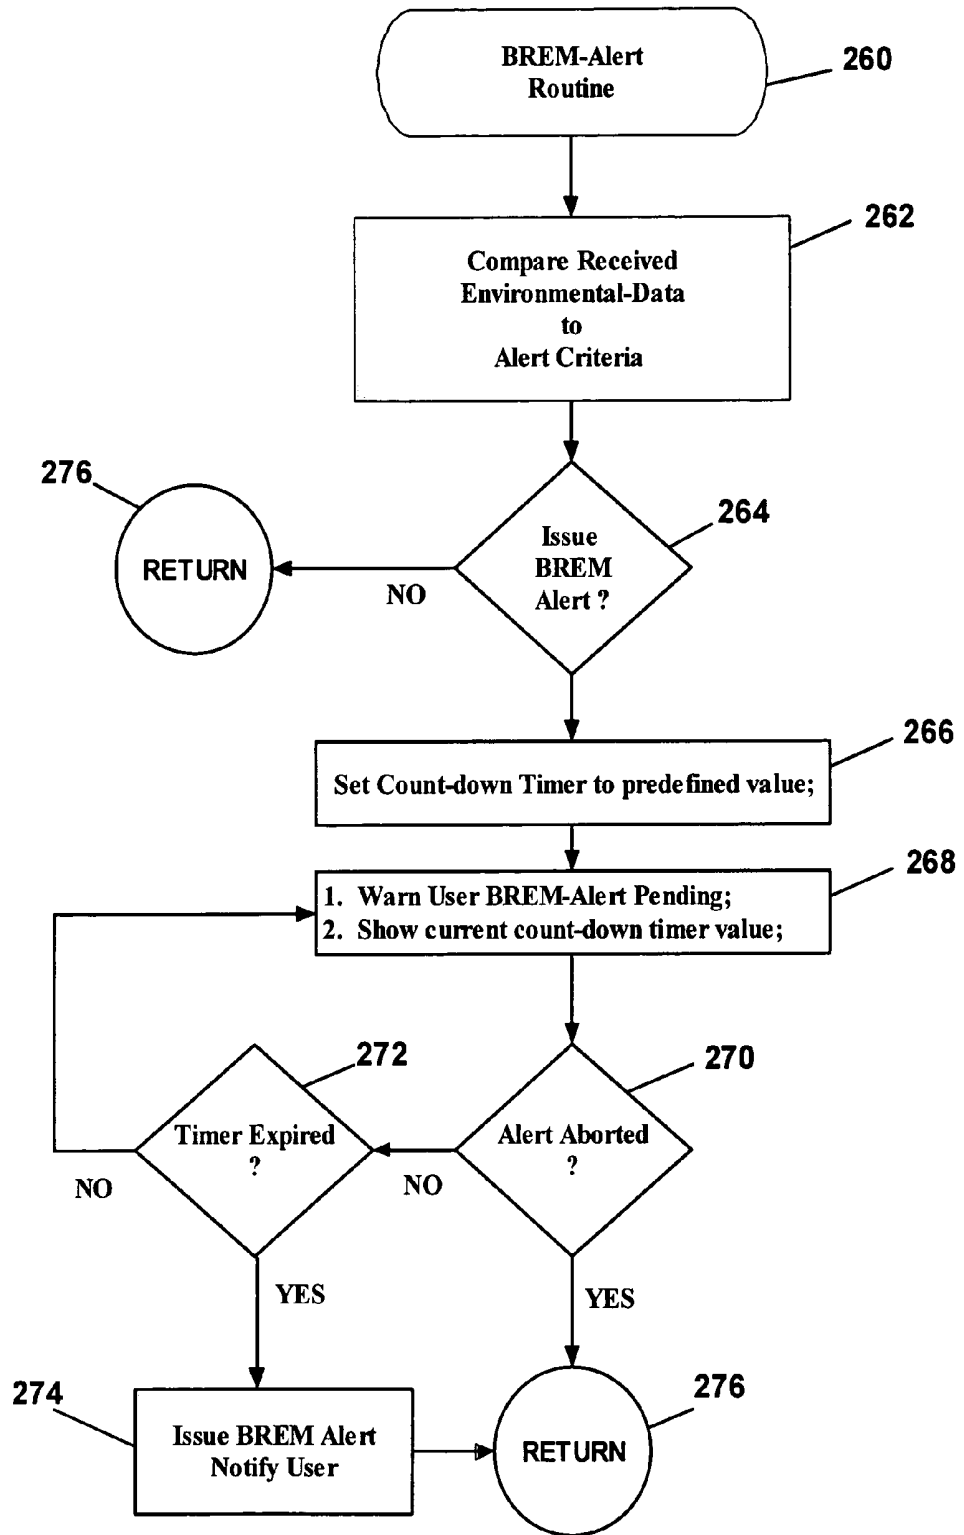 BREM-Alert
Routine
260
262
Compare Received
Environmental-Data
to
Alert Criteria
276
264
Issue
BREM
Alert ?
RETURN
NO
266
Set Count-down Timer to predefined value;
268
1. Warn User BREM-Alert Pending;
2. Show current count-down timer value;
272
270
Timer Expired
?
Alert Aborted
?
NO
NO
YES
YES
274
276
Issue BREM Alert
Notify User
RETURN